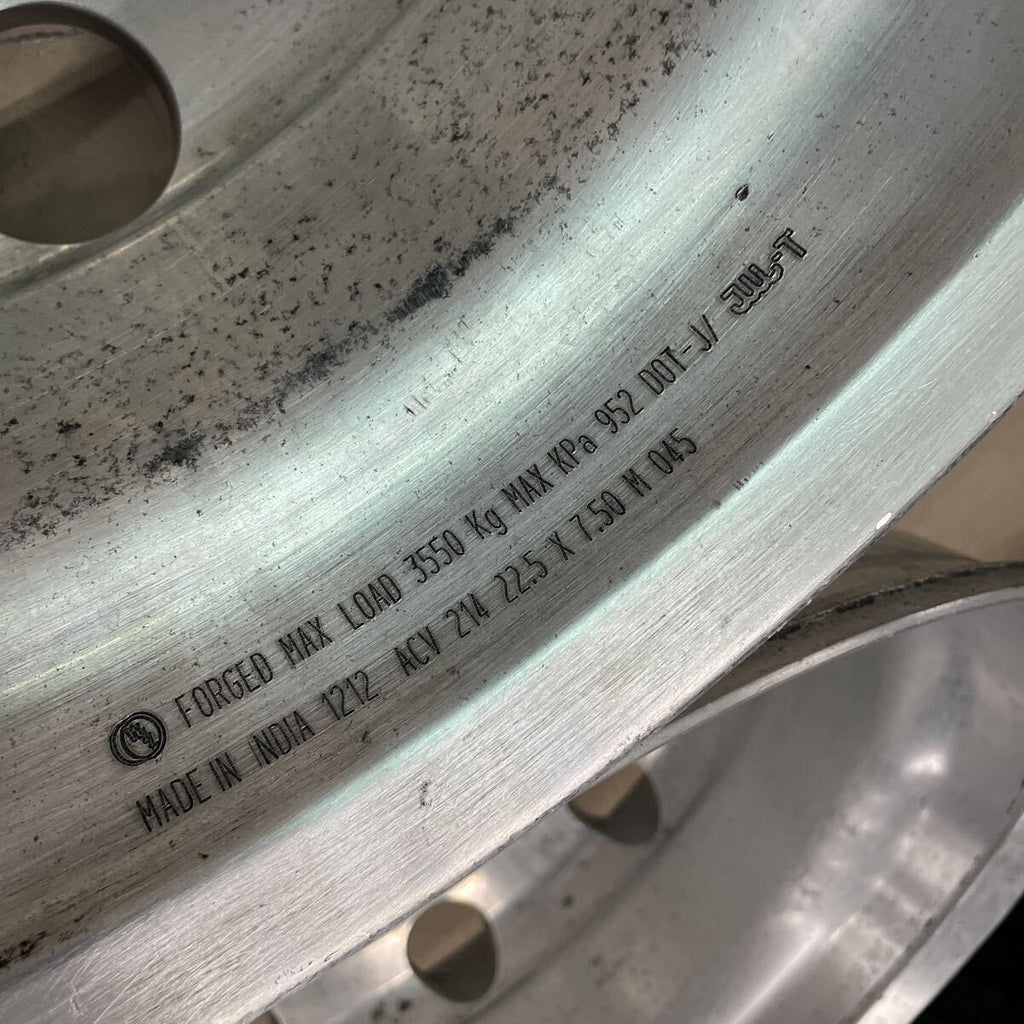 FORGED MAX LOAD 3550 Kg MAX KPa 952 DOT-J/ JWL-T
MADE IN INDIA 1212 ACV 214 22.5 X 7.50 M 045